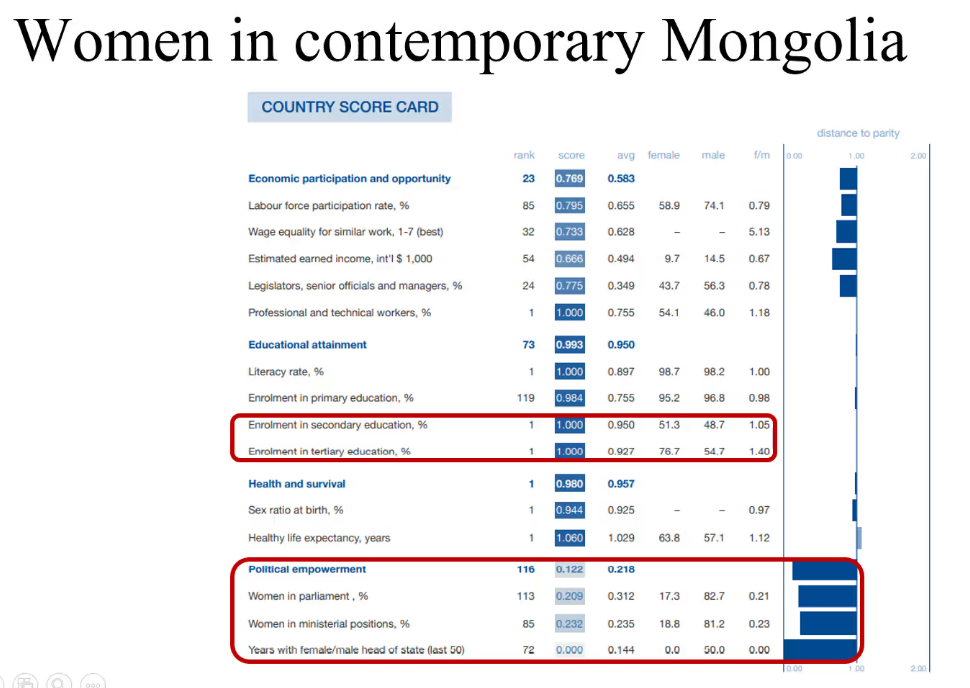 Women in contemporary Mongolia
COUNTRY SCORE CARD
distance to parity
rank score avg female male f/m 0.00 1.00 2.00
Economic participation and opportunity 23 0.769 0.583
Labour force participation rate, % 85 0.795 0.655 58.9 74.1 0.79
Wage equality for similar work, 1-7 (best) 32 0.733 0.628 – – 5.13
Estimated earned income, int'l $ 1,000 54 0.666 0.494 9.7 14.5 0.67
Legislators, senior officials and managers, % 24 0.775 0.349 43.7 56.3 0.78
Professional and technical workers, % 1 1.000 0.755 54.1 46.0 1.18
Educational attainment 73 0.993 0.950
Literacy rate, % 1 1.000 0.897 98.7 98.2 1.00
Enrolment in primary education, % 119 0.984 0.755 95.2 96.8 0.98
Enrolment in secondary education, % 1 1.000 0.950 51.3 48.7 1.05
Enrolment in tertiary education, % 1 1.000 0.927 76.7 54.7 1.40
Health and survival 1 0.980 0.957
Sex ratio at birth, % 1 0.944 0.925 – – 0.97
Healthy life expectancy, years 1 1.060 1.029 63.8 57.1 1.12
Political empowerment 116 0.122 0.218
Women in parliament , % 113 0.209 0.312 17.3 82.7 0.21
Women in ministerial positions, % 85 0.232 0.235 18.8 81.2 0.23
Years with female/male head of state (last 50) 72 0.000 0.144 0.0 50.0 0.00
0.00 1.00 2.00